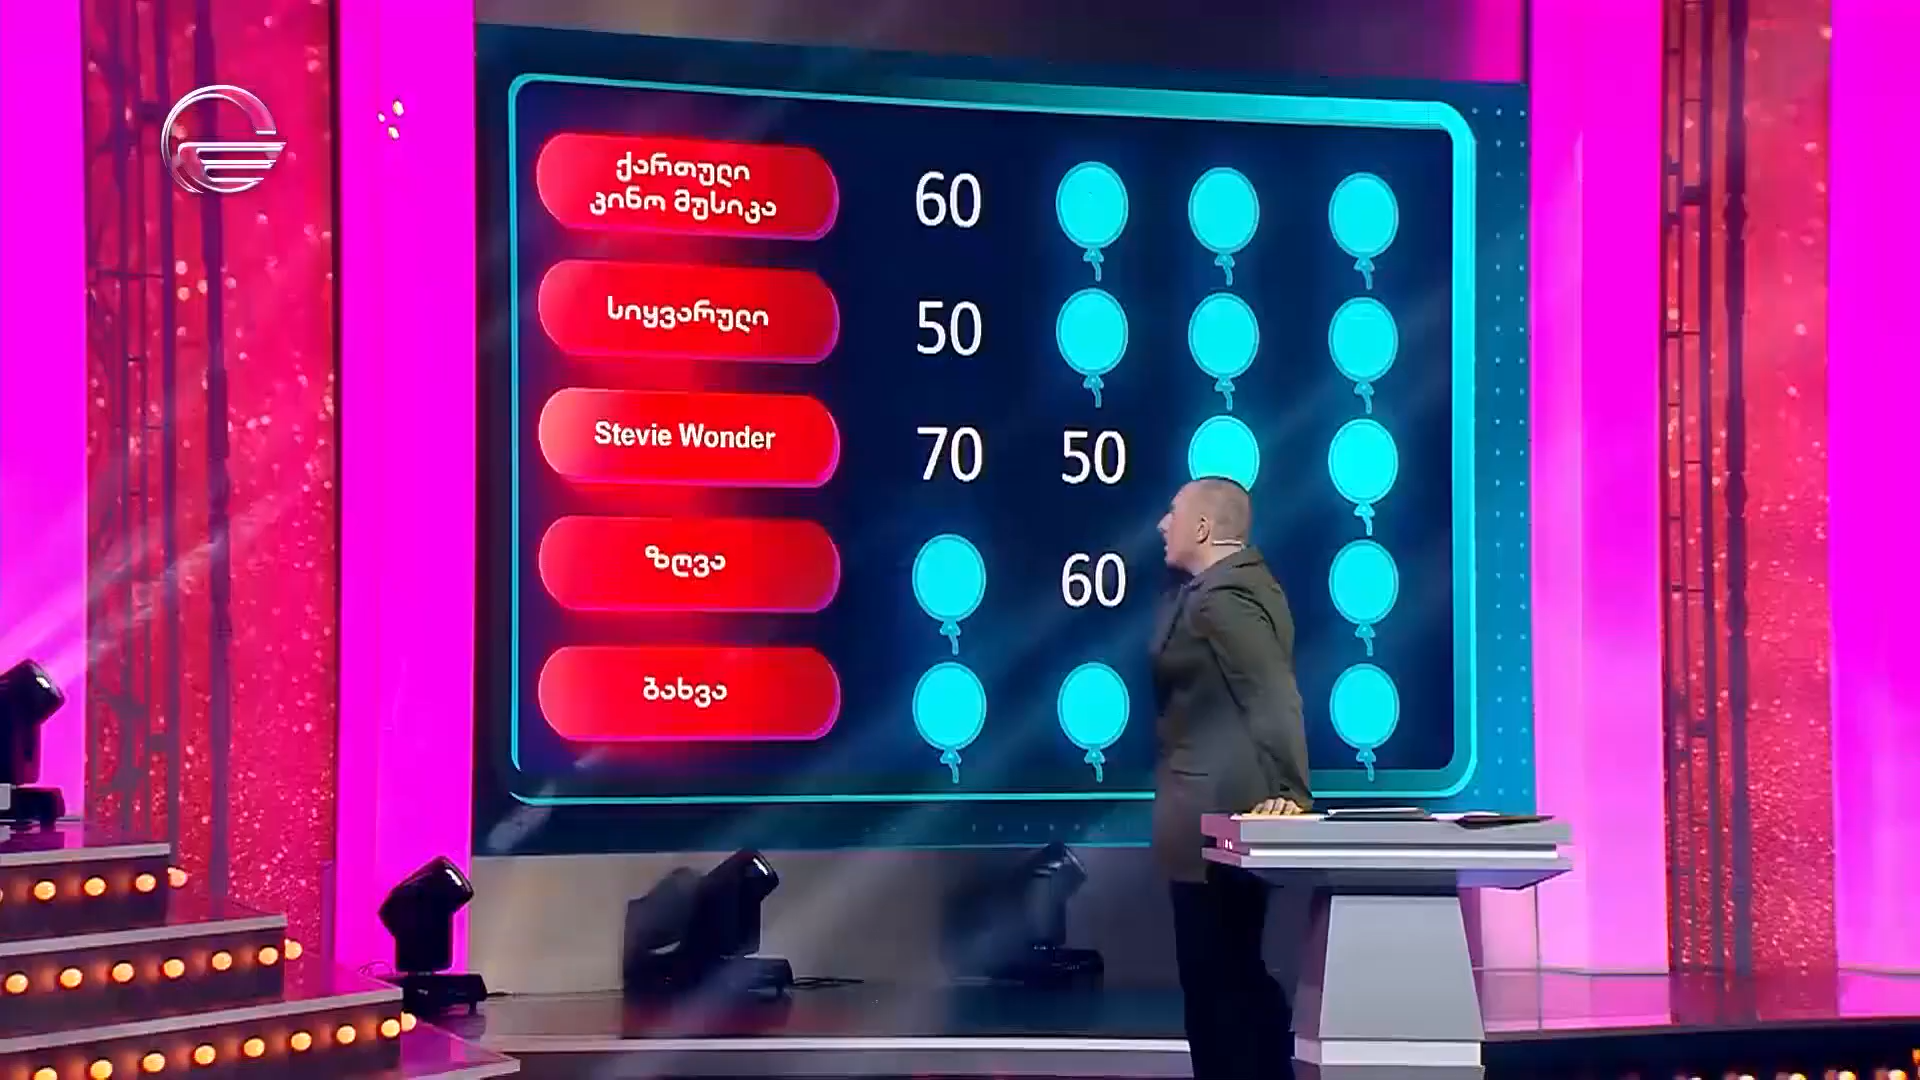 ქართული
კინო მუსიკა
60
სიყვარული
50
Stevie Wonder
70 50
ზღვა
60
ბახვა